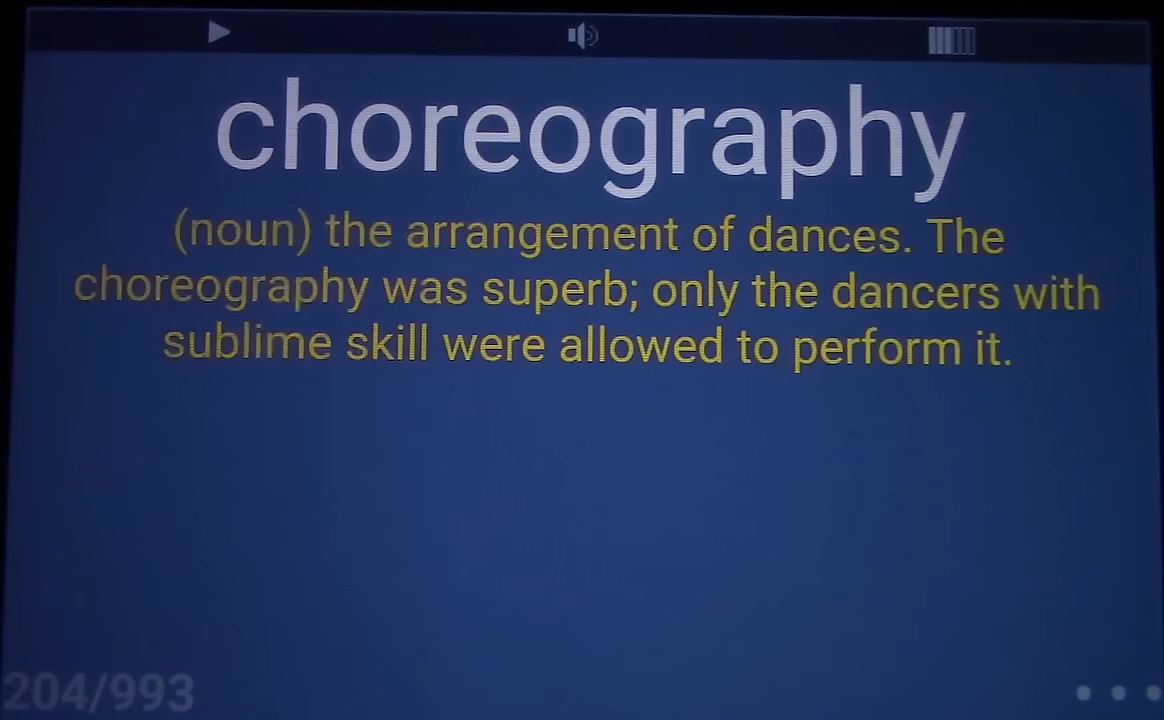 choreography
(noun) the arrangement of dances. The
choreography was superb; only the dancers with
sublime skill were allowed to perform it.
204/993